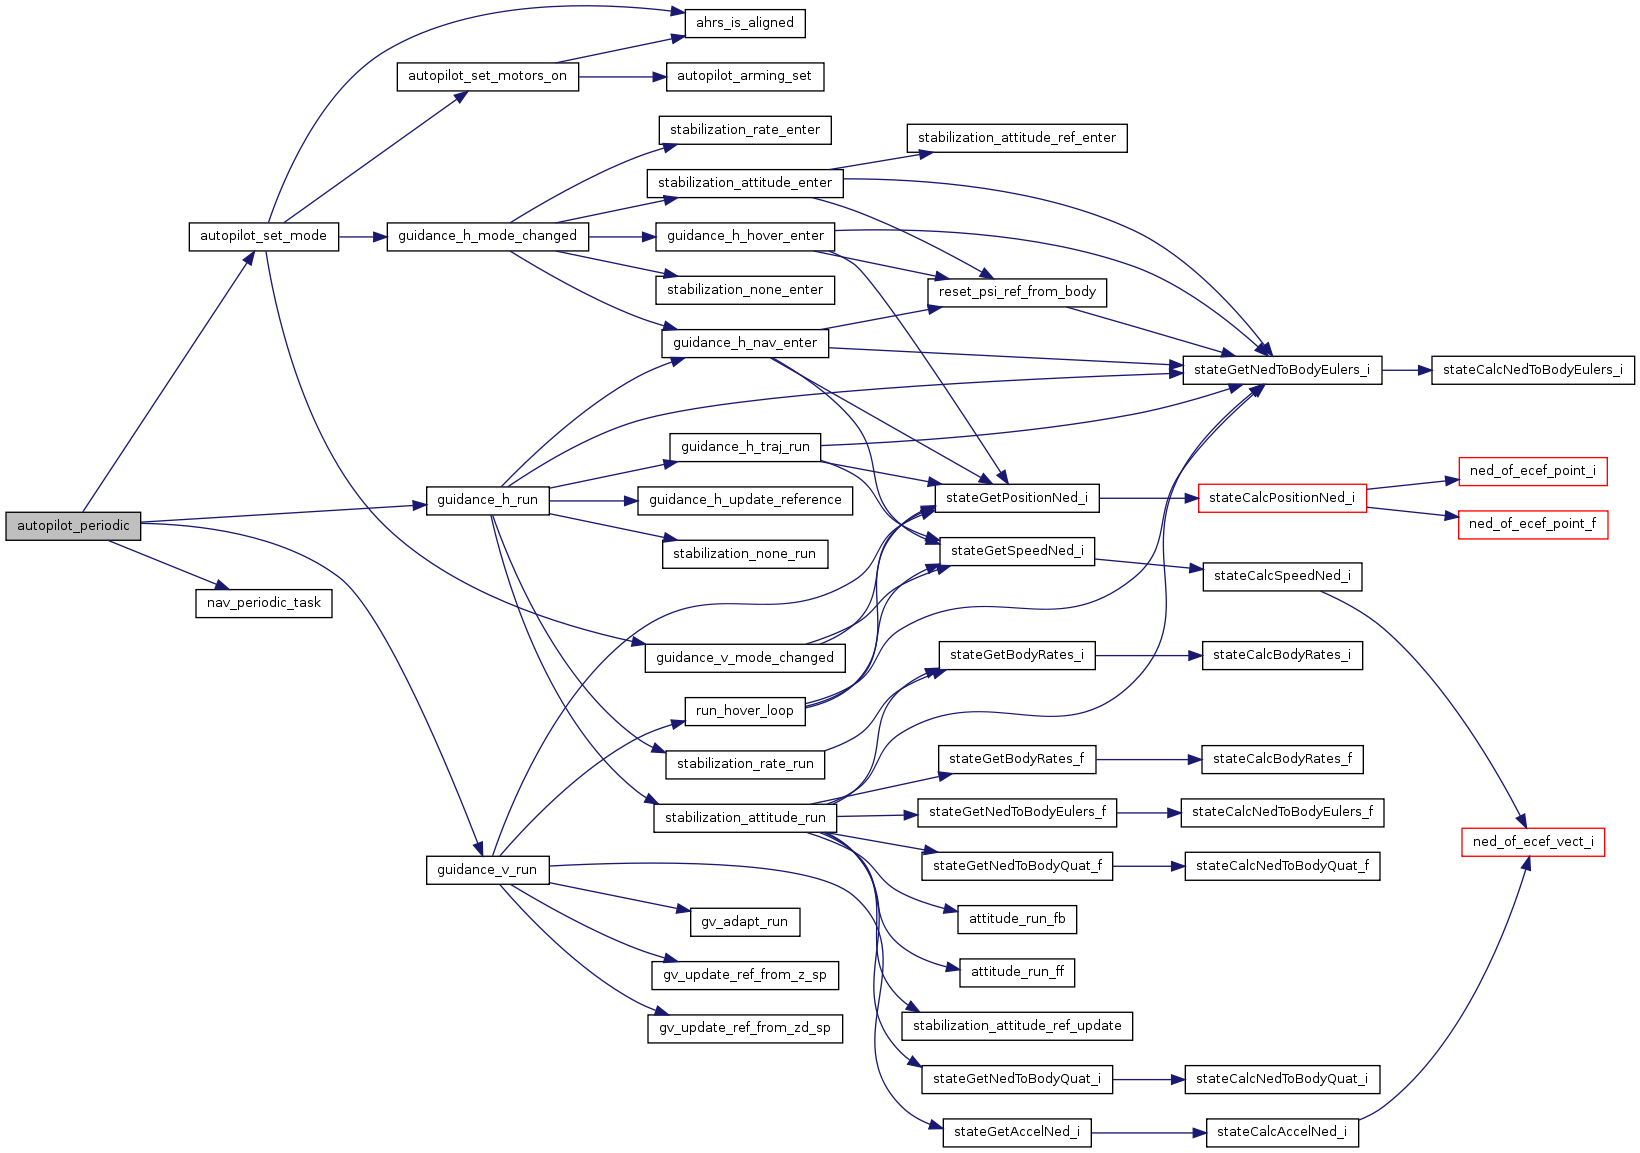 ahrs_is_aligned
autopilot_set_motors_on
autopilot_arming_set
stabilization_rate_enter
stabilization_attitude_ref_enter
stabilization_attitude_enter
autopilot_set_mode
guidance_h_mode_changed
guidance_h_hover_enter
stabilization_none_enter
reset_psi_ref_from_body
guidance_h_nav_enter
stateGetNedToBodyEulers_i
stateCalcNedToBodyEulers_i
guidance_h_traj_run
ned_of_ecef_point_i
guidance_h_run
guidance_h_update_reference
stateGetPositionNed_i
stateCalcPositionNed_i
autopilot_periodic
ned_of_ecef_point_f
stabilization_none_run
stateGetSpeedNed_i
stateCalcSpeedNed_i
nav_periodic_task
guidance_v_mode_changed
stateGetBodyRates_i
stateCalcBodyRates_i
run_hover_loop
stabilization_rate_run
stateGetBodyRates_f
stateCalcBodyRates_f
stabilization_attitude_run
stateGetNedToBodyEulers_f
stateCalcNedToBodyEulers_f
ned_of_ecef_vect_i
guidance_v_run
stateGetNedToBodyQuat_f
stateCalcNedToBodyQuat_f
gv_adapt_run
attitude_run_fb
gv_update_ref_from_z_sp
attitude_run_ff
gv_update_ref_from_zd_sp
stabilization_attitude_ref_update
stateGetNedToBodyQuat_i
stateCalcNedToBodyQuat_i
stateGetAccelNed_i
stateCalcAccelNed_i